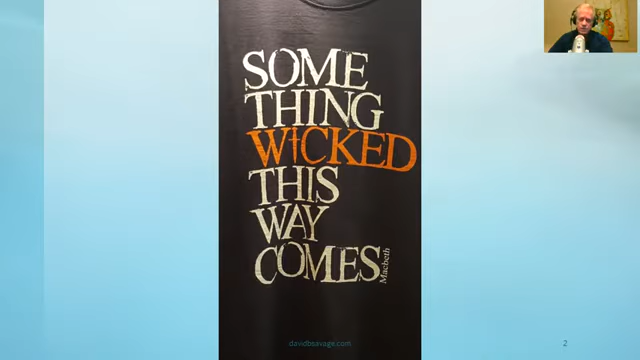 SOME
THING
WICKED
THIS
WAY
COMES.
Macbeth
davidbsavage.com
2